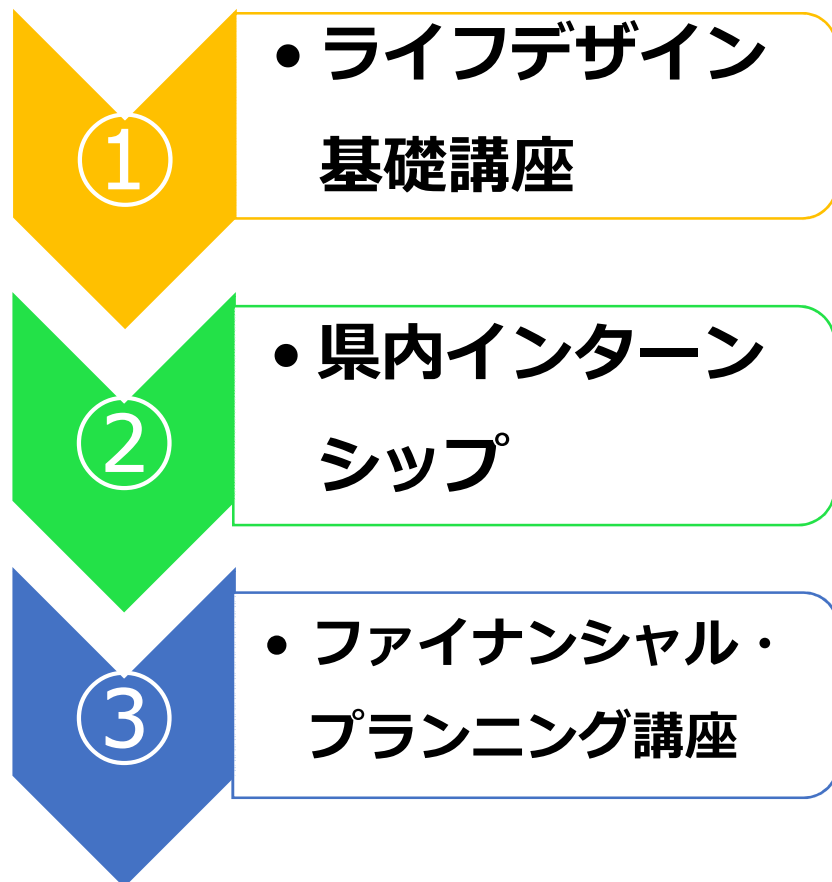 ①
• ライフデザイン
基礎講座
②
• 県内インターン
シップ
③
• ファイナンシャル・
プランニング講座